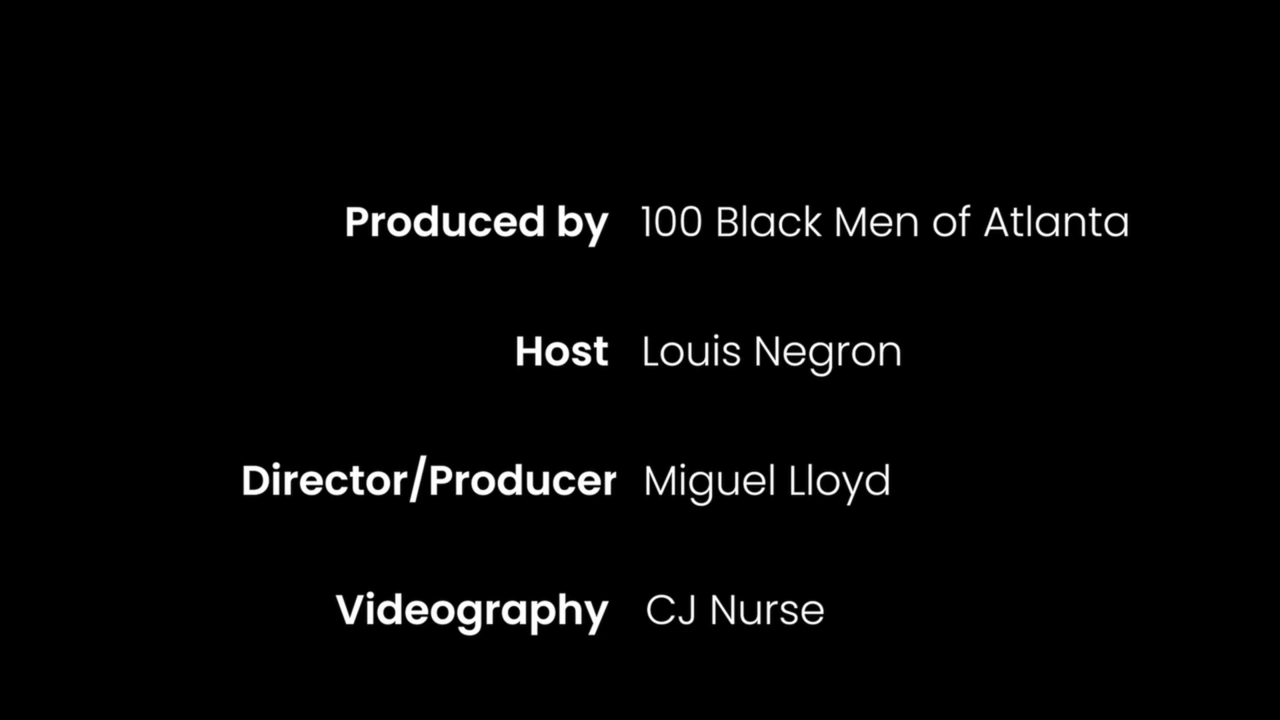 Produced by 100 Black Men of Atlanta
Host Louis Negron
Director/Producer Miguel Lloyd
Videography CJ Nurse